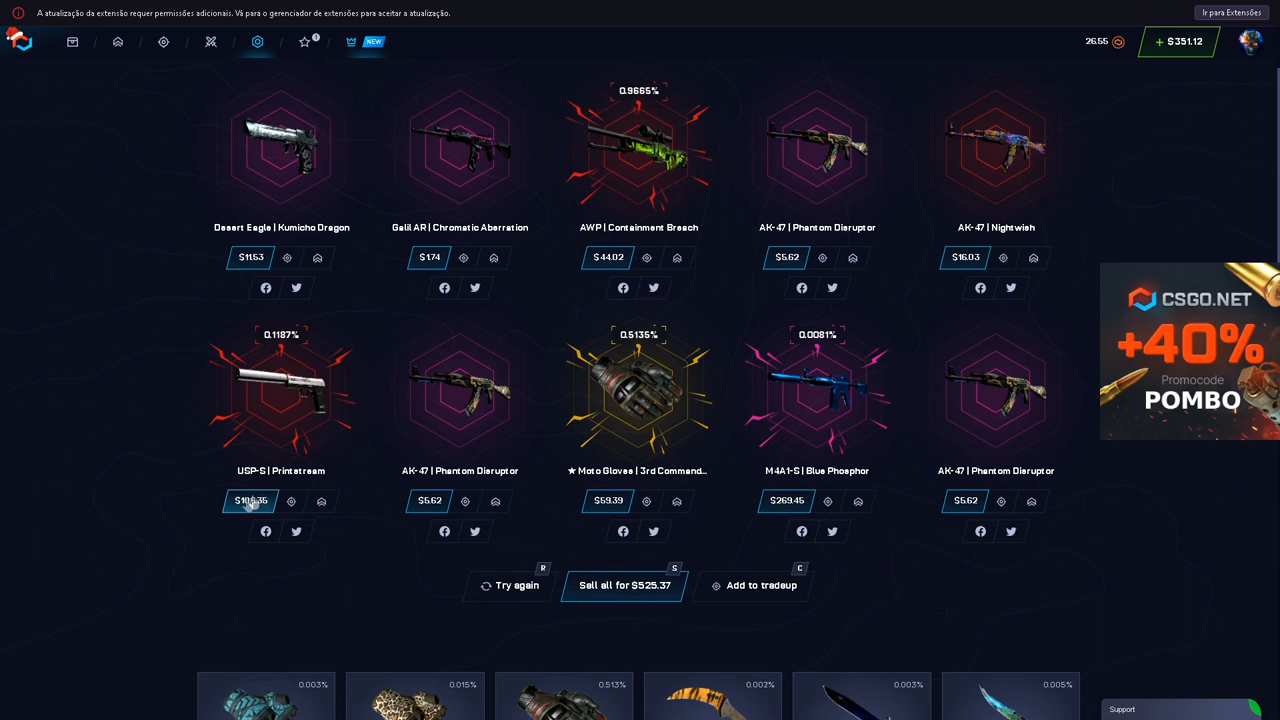 A atualização da extensão requer permissões adicionais. Vá para o gerenciador de extensões para aceitar a atualização.
Ir para Extensões
1
NEW
26.55
+ $351.12
0.9665%
Desert Eagle | Kumicho Dragon
Galil AR | Chromatic Aberration
AWP | Containment Breach
AK-47 | Phantom Disruptor
AK-47 | Nightwish
$11.53
$1.74
$44.02
$5.62
$16.03
CSGO.NET
+40%
Promocode
POMBO
0.1187%
0.5135%
0.0081%
USP-S | Printstream
AK-47 | Phantom Disruptor
★ Moto Gloves | 3rd Command...
M4A1-S | Blue Phosphor
AK-47 | Phantom Disruptor
$5.62
$59.39
$269.45
$5.62
R
S
C
Try again
Sell all for $525.37
Add to tradeup
0.003%
0.015%
0.513%
0.002%
0.003%
0.005%
Support